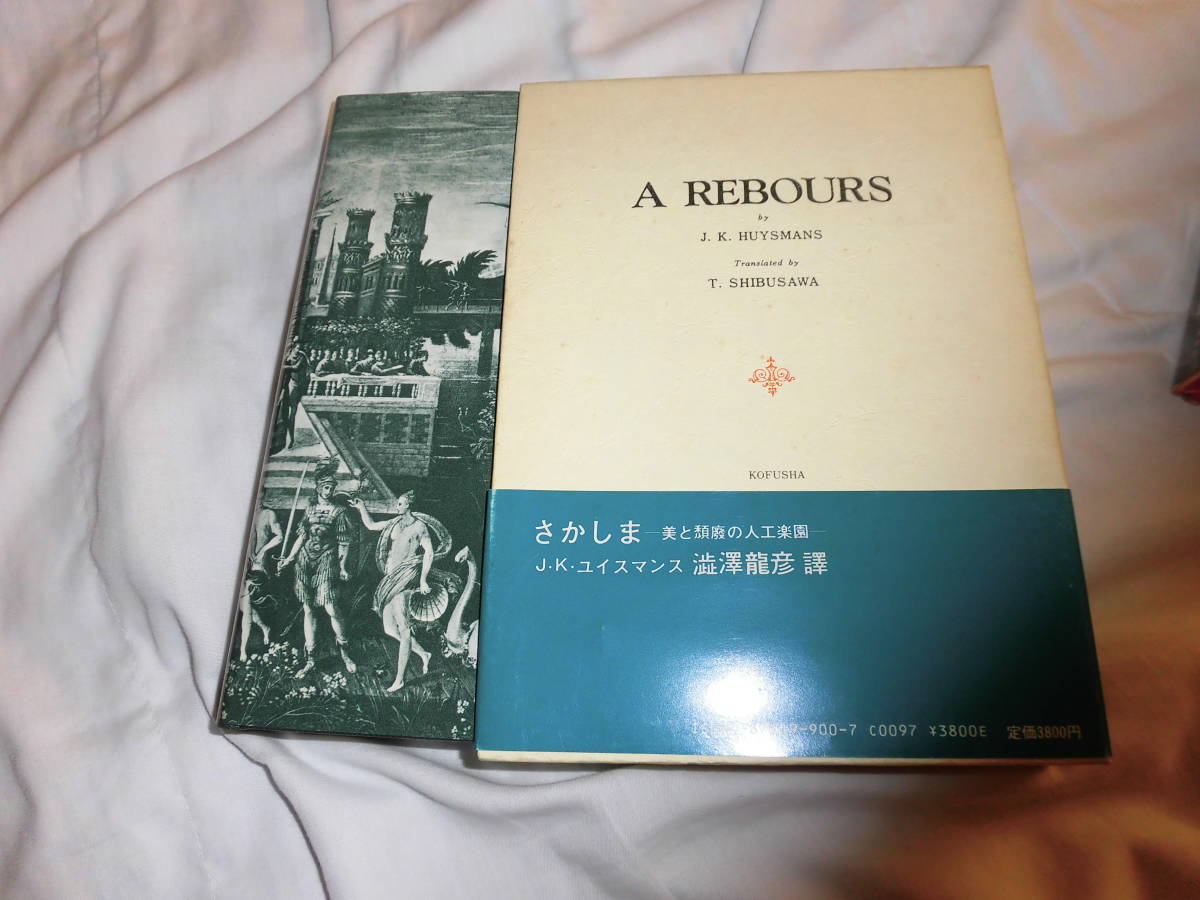 A REBOURS
by
J. K. HUYSMANS
Translated by
T. SHIBUSAWA
KOFUSHA
さかしま―美と頽廢の人工楽園―
J・K・ユイスマンス 澁澤龍彦 譯
-900-7 C0097 ¥3800E 定価3800円